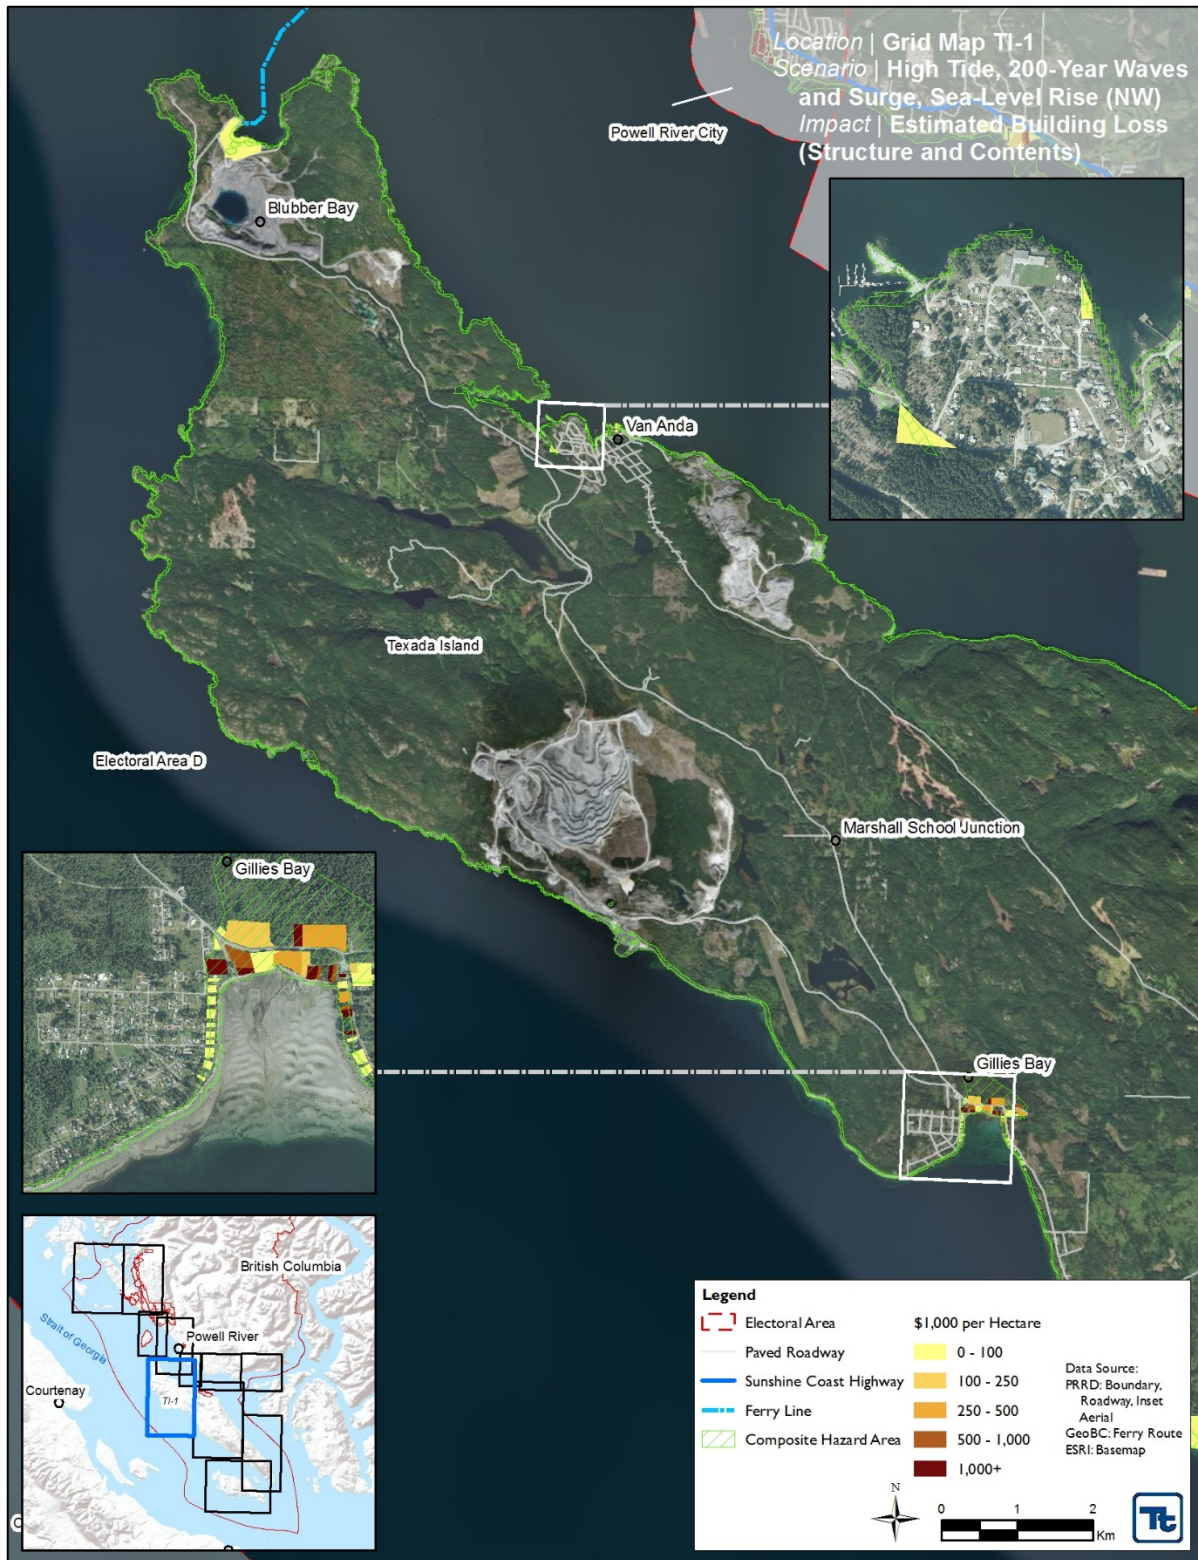 Location | Grid Map TI-1
Scenario | High Tide, 200-Year Waves
and Surge, Sea-Level Rise (NW)
Impact | Estimated Building Loss
(Structure and Contents)
Powell River City
Blubber Bay
Van Anda
Texada Island
Electoral Area D
Marshall School Junction
Gillies Bay
Gillies Bay
British Columbia
Strait of Georgia
Powell River
Courtenay
TI-1
Legend
Electoral Area
Paved Roadway
Sunshine Coast Highway
Ferry Line
Composite Hazard Area
$1,000 per Hectare
0 - 100
100 - 250
250 - 500
500 - 1,000
1,000+
Data Source:
PRRD: Boundary,
Roadway, Inset
Aerial
GeoBC: Ferry Route
ESRI: Basemap
N
0 1 2
Km
Tt